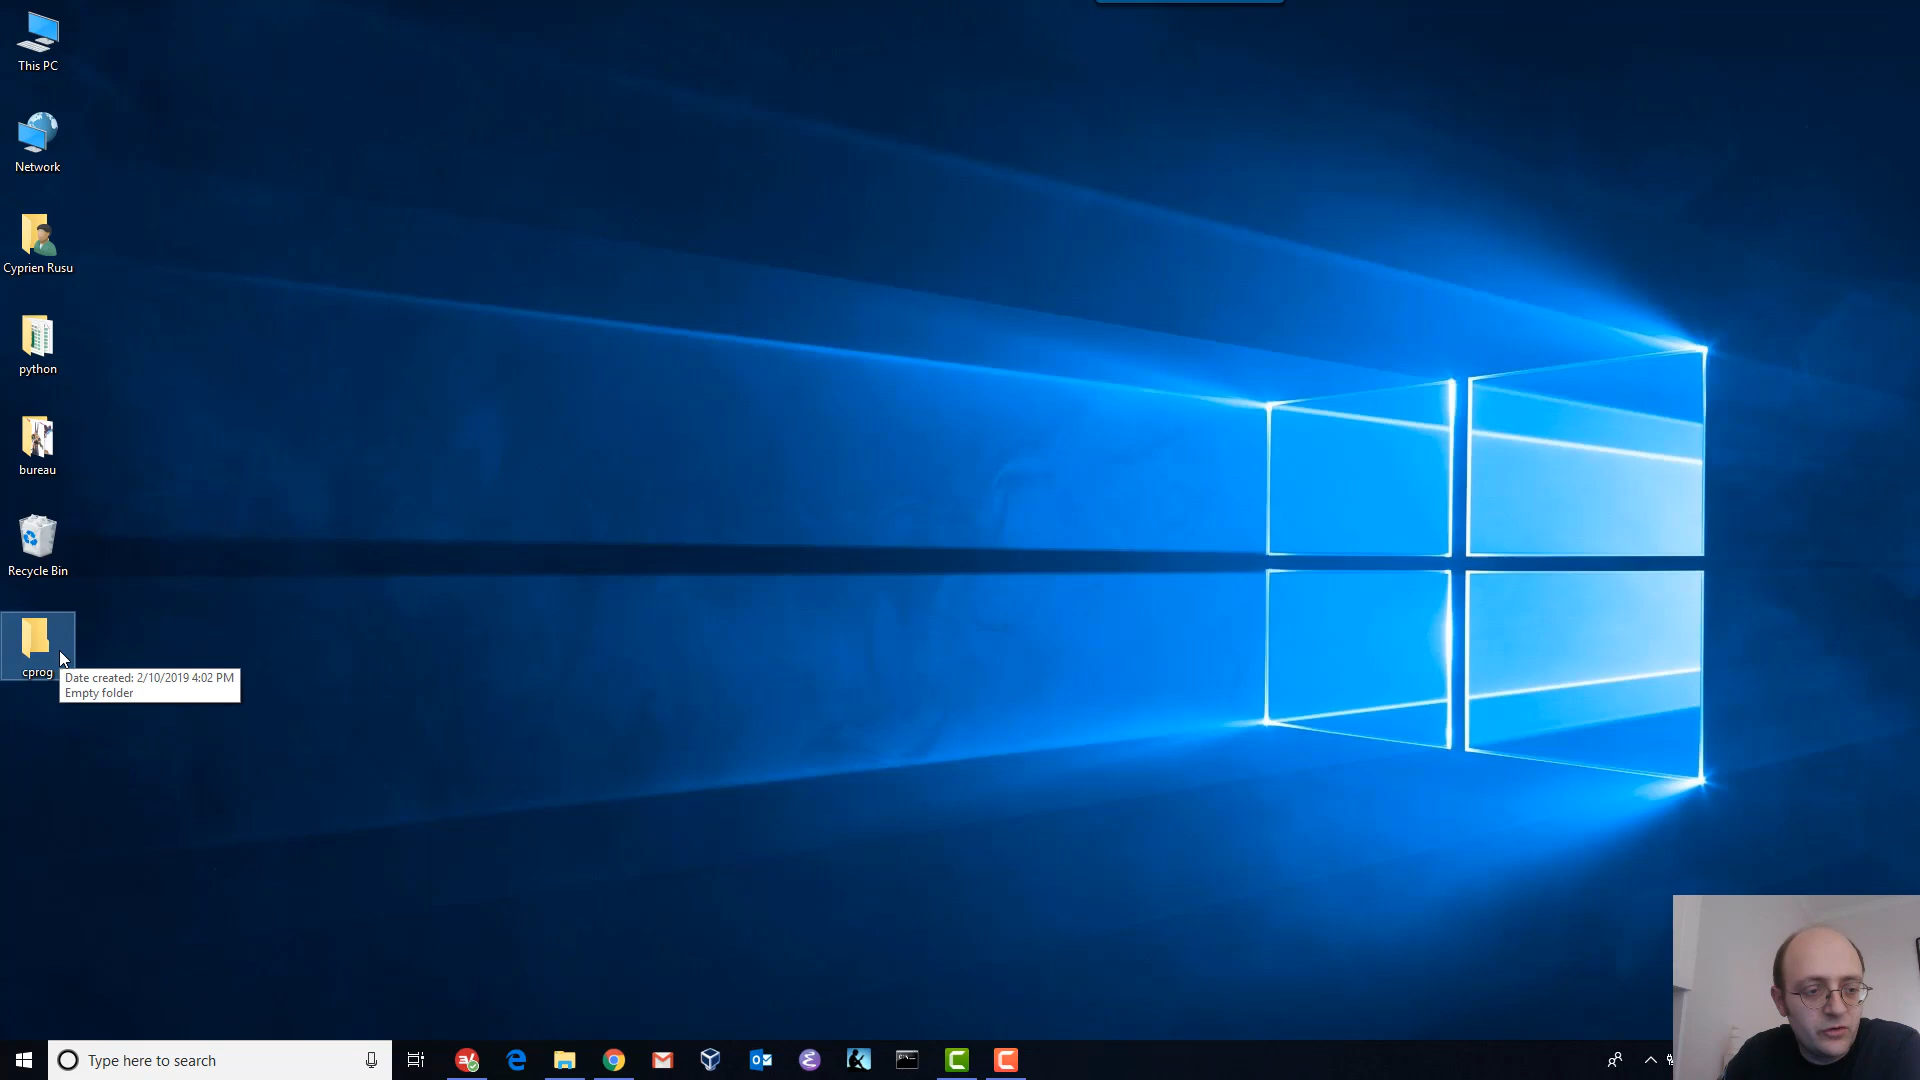 This PC
Network
Cyprien Rusu
python
bureau
Recycle Bin
cprog
Date created: 2/10/2019 4:02 PM
Empty folder
Type here to search